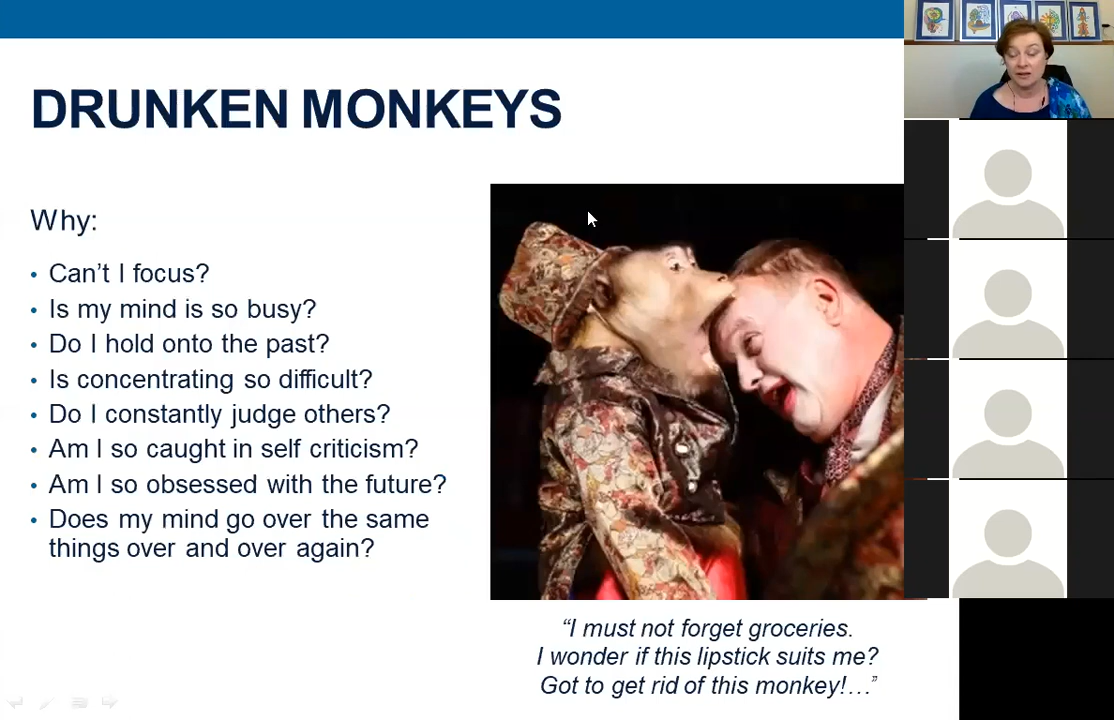 DRUNKEN MONKEYS
Why:
• Can't I focus?
• Is my mind is so busy?
• Do I hold onto the past?
• Is concentrating so difficult?
• Do I constantly judge others?
• Am I so caught in self criticism?
• Am I so obsessed with the future?
• Does my mind go over the same
things over and over again?
“I must not forget groceries.
I wonder if this lipstick suits me?
Got to get rid of this monkey!…”